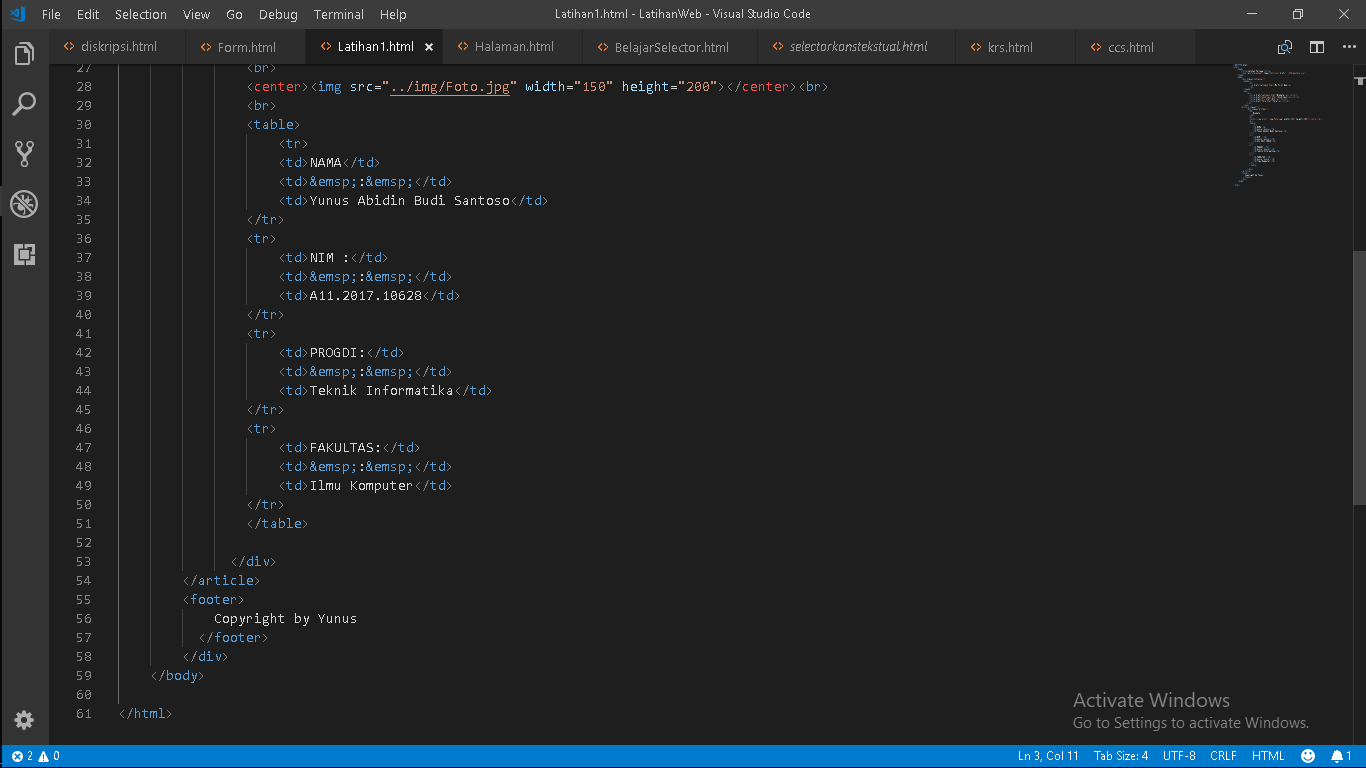 File Edit Selection View Go Debug Terminal Help Latihan1.html - LatihanWeb - Visual Studio Code
diskripsi.html Form.html Latihan1.html Halaman.html BelajarSelector.html selectorkonstekstual.html krs.html ccs.html
27 <br>
28 <center><img src="../img/Foto.jpg" width="150" height="200"></center><br>
29 <br>
30 <table>
31 <tr>
32 <td>NAMA</td>
33 <td>&emsp;:&emsp;</td>
34 <td>Yunus Abidin Budi Santoso</td>
35 </tr>
36 <tr>
37 <td>NIM :</td>
38 <td>&emsp;:&emsp;</td>
39 <td>A11.2017.10628</td>
40 </tr>
41 <tr>
42 <td>PROGDI:</td>
43 <td>&emsp;:&emsp;</td>
44 <td>Teknik Informatika</td>
45 </tr>
46 <tr>
47 <td>FAKULTAS:</td>
48 <td>&emsp;:&emsp;</td>
49 <td>Ilmu Komputer</td>
50 </tr>
51 </table>
52
53 </div>
54 </article>
55 <footer>
56 Copyright by Yunus
57 </footer>
58 </div>
59 </body>
60
61 </html>
Activate Windows
Go to Settings to activate Windows.
2 0 Ln 3, Col 11 Tab Size: 4 UTF-8 CRLF HTML 1